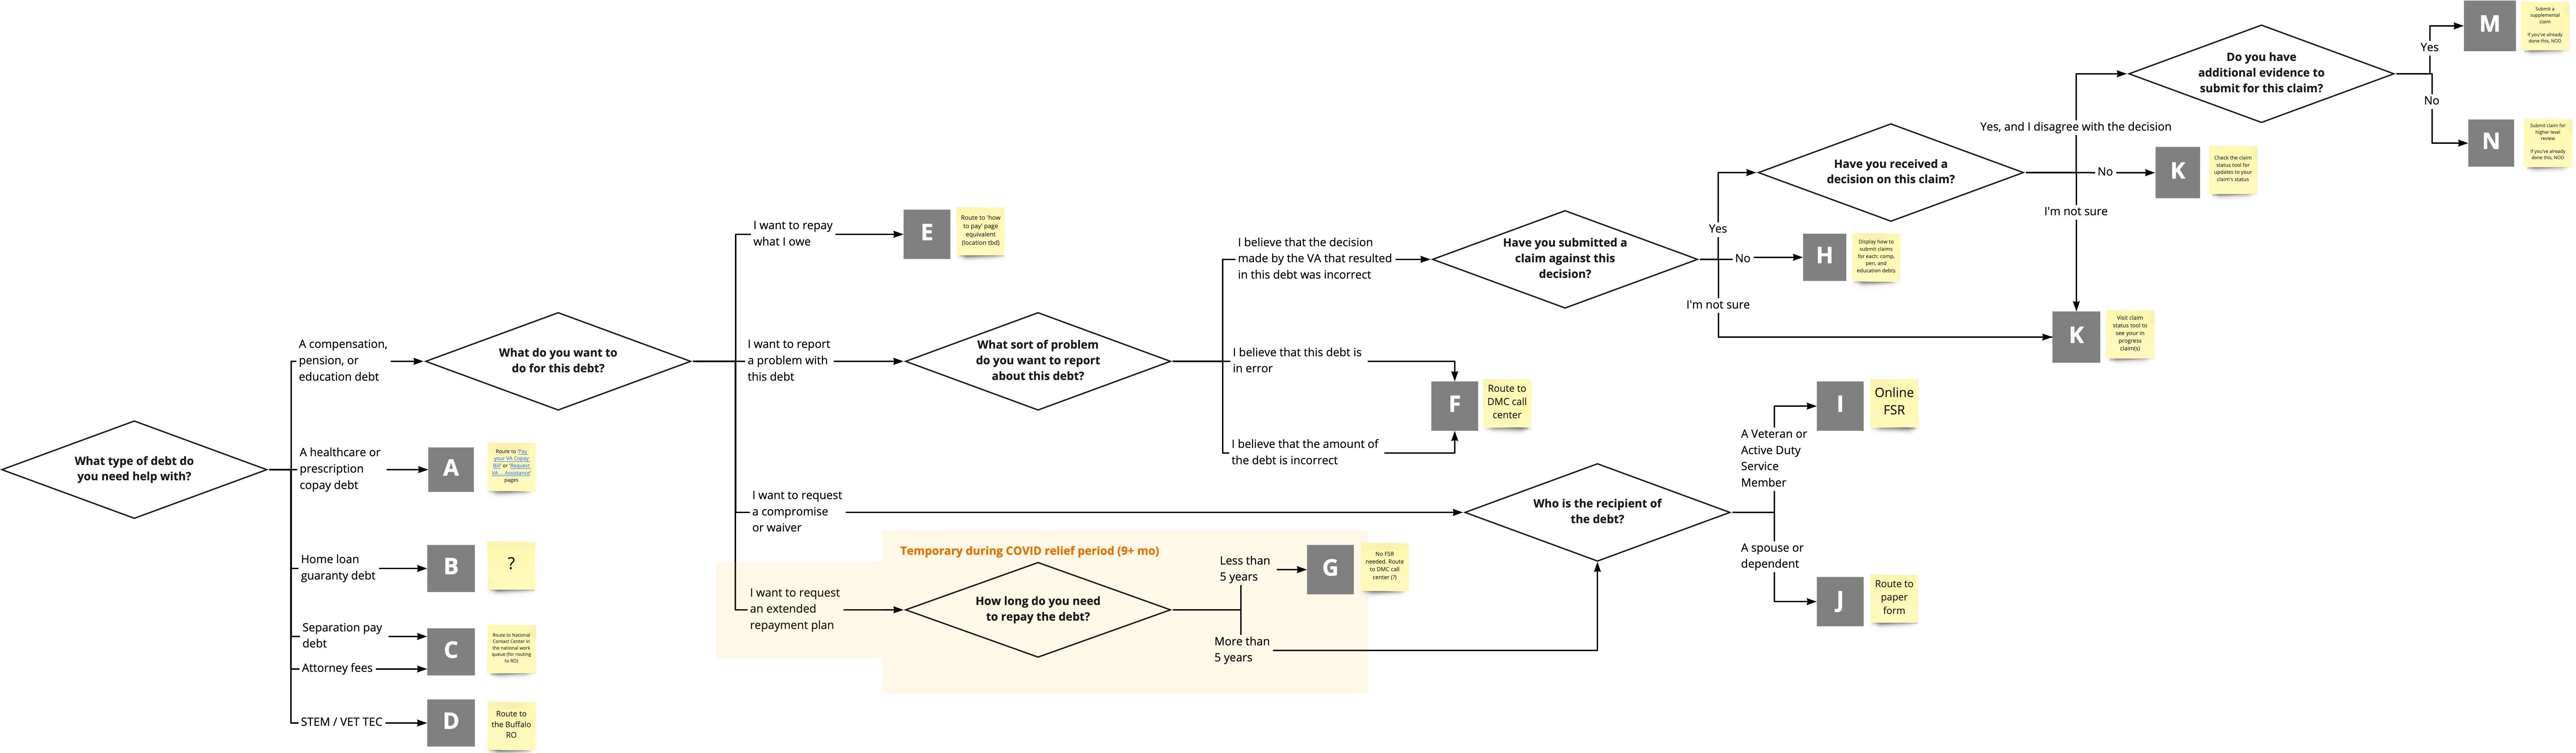 What type of debt do
you need help with?
A compensation,
pension, or
education debt
A healthcare or
prescription
copay debt
A
Route to 'Pay
your VA Copay
Bill' or 'Request
VA ... Assistance'
pages
Home loan
guaranty debt
B
?
Separation pay
debt
Attorney fees
C
Route to National
Contact Center in
the national work
queue (for routing
to RO)
STEM / VET TEC
D
Route to
the Buffalo
RO
What do you want to
do for this debt?
I want to repay
what I owe
E
Route to 'how
to pay' page
equivalent
(location tbd)
I want to report
a problem with
this debt
What sort of problem
do you want to report
about this debt?
I want to request
a compromise
or waiver
I want to request
an extended
repayment plan
Temporary during COVID relief period (9+ mo)
How long do you need
to repay the debt?
Less than
5 years
G
No FSR
needed. Route
to DMC call
center (?)
More than
5 years
I believe that the decision
made by the VA that resulted
in this debt was incorrect
I believe that this debt is
in error
I believe that the amount of
the debt is incorrect
F
Route to
DMC call
center
Have you submitted a
claim against this
decision?
Yes
No
I'm not sure
H
Display how to
submit claims
for each: comp,
pen, and
education debts
Have you received a
decision on this claim?
Yes, and I disagree with the decision
No
I'm not sure
K
Check the claim
status tool for
updates to your
claim's status
K
Visit claim
status tool to
see your in
progress
claim(s)
Do you have
additional evidence to
submit for this claim?
Yes
No
M
Submit a
supplemental
claim
If you've already
done this, NOD
N
Submit claim for
higher level
review
If you've already
done this, NOD
Who is the recipient of
the debt?
A Veteran or
Active Duty
Service
Member
I
Online
FSR
A spouse or
dependent
J
Route to
paper
form